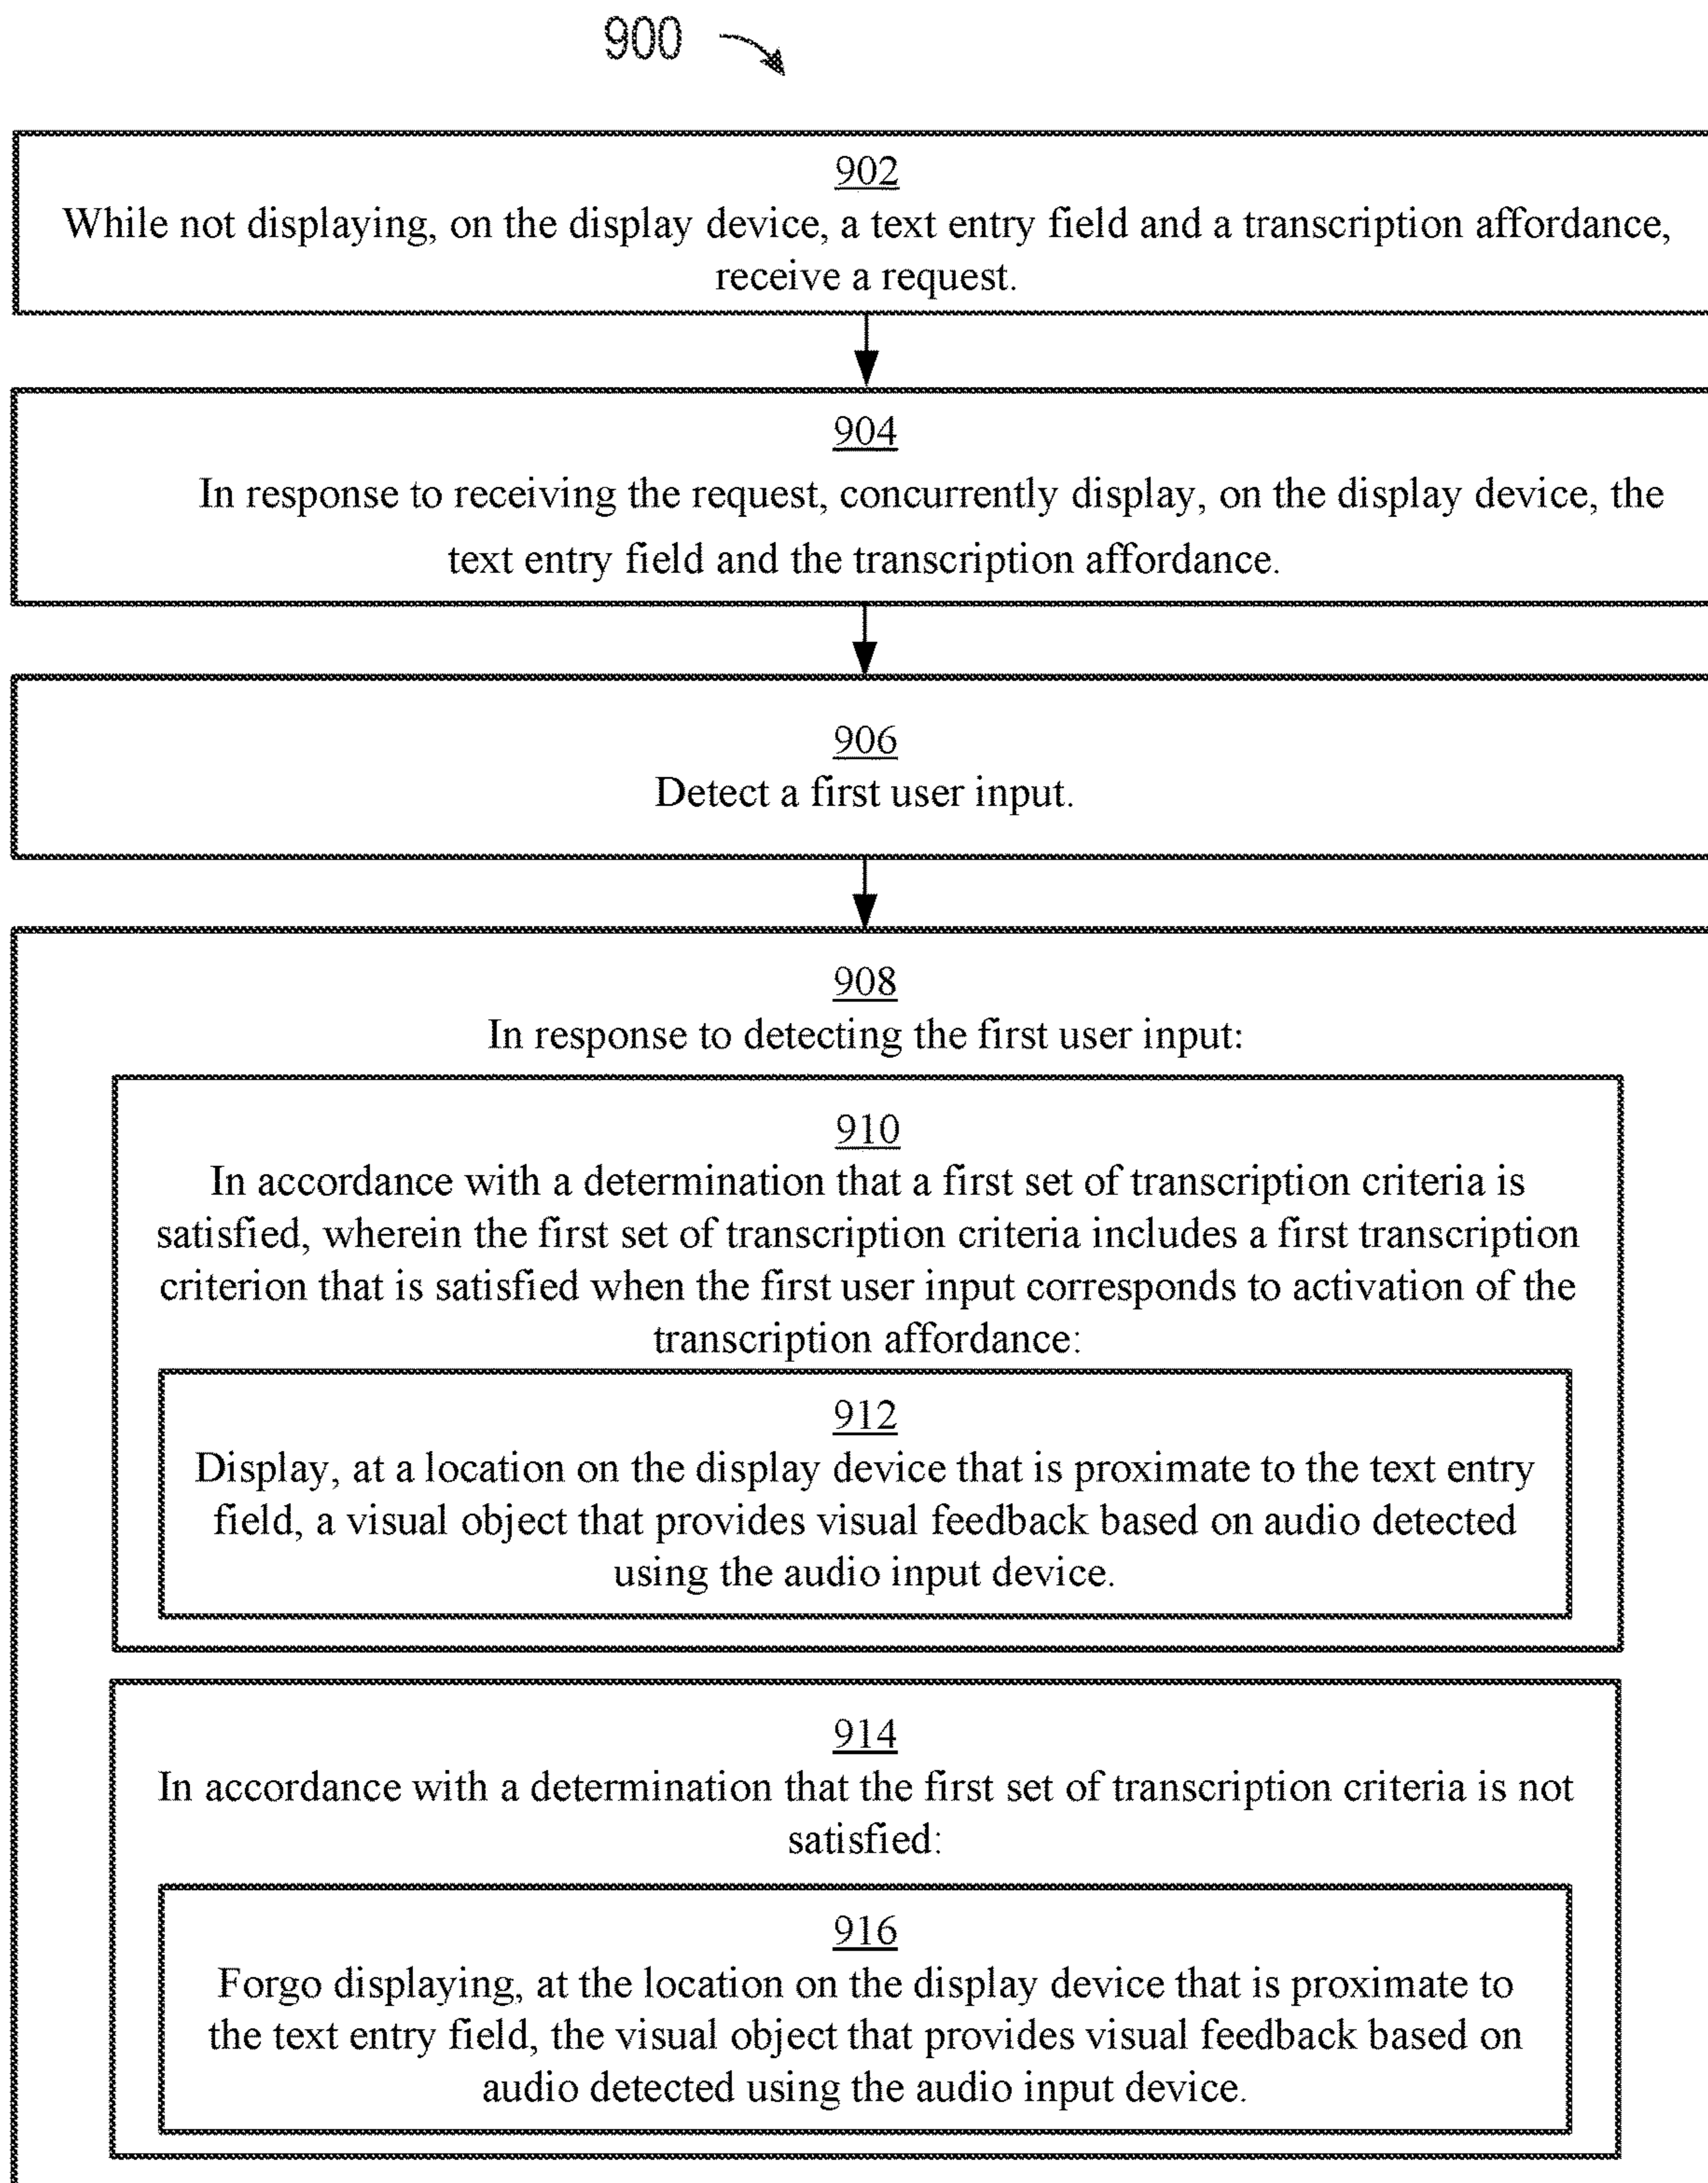 900
902
While not displaying, on the display device, a text entry field and a transcription affordance,
receive a request.
904
In response to receiving the request, concurrently display, on the display device, the
text entry field and the transcription affordance.
906
Detect a first user input.
908
In response to detecting the first user input:
910
In accordance with a determination that a first set of transcription criteria is
satisfied, wherein the first set of transcription criteria includes a first transcription
criterion that is satisfied when the first user input corresponds to activation of the
transcription affordance:
912
Display, at a location on the display device that is proximate to the text entry
field, a visual object that provides visual feedback based on audio detected
using the audio input device.
914
In accordance with a determination that the first set of transcription criteria is not
satisfied:
916
Forgo displaying, at the location on the display device that is proximate to
the text entry field, the visual object that provides visual feedback based on
audio detected using the audio input device.